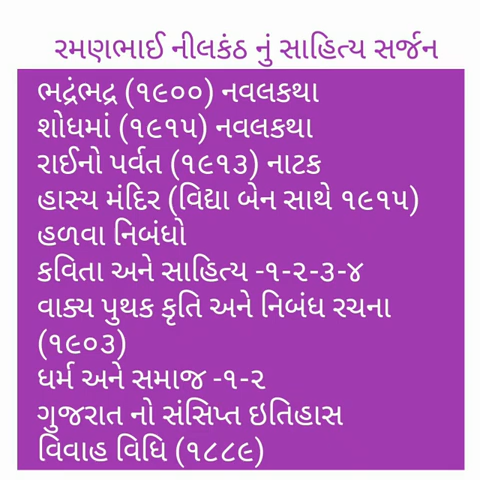 રમણભાઈ નીલકંઠ નું સાહિત્ય સર્જન
ભદ્રંભદ્ર (૧૯૦૦) નવલકથા
શોધમાં (૧૯૧૫) નવલકથા
રાઈનો પર્વત (૧૯૧૩) નાટક
હાસ્ય મંદિર (વિદ્યા બેન સાથે ૧૯૧૫)
હળવા નિબંધો
કવિતા અને સાહિત્ય -૧-૨-૩-૪
વાક્ય પુથક કૃતિ અને નિબંધ રચના
(૧૯૦૩)
ધર્મ અને સમાજ -૧-૨
ગુજરાત નો સંસિપ્ત ઇતિહાસ
વિવાહ વિધિ (૧૮૮૯)